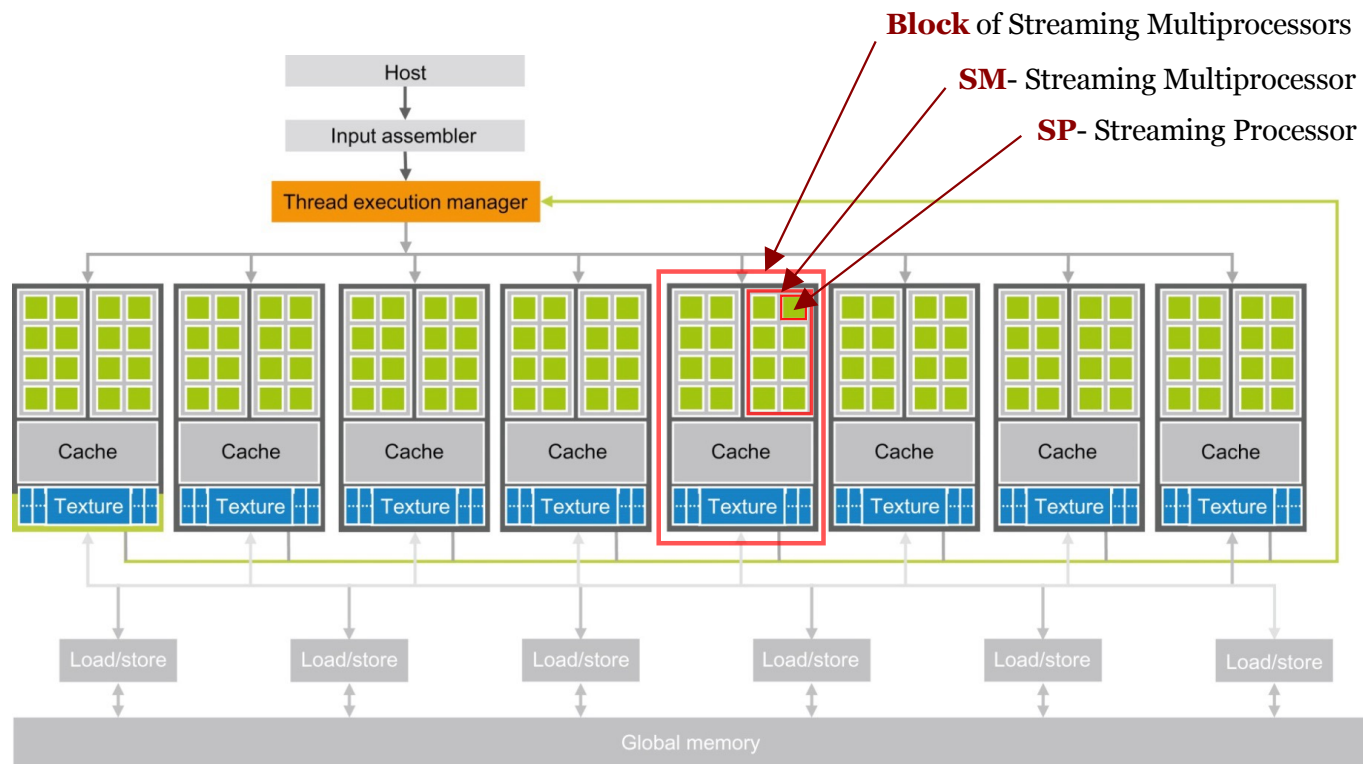 Block of Streaming Multiprocessors
SM- Streaming Multiprocessor
SP- Streaming Processor
Host
Input assembler
Thread execution manager
Cache
Cache
Cache
Cache
Cache
Cache
Cache
Cache
Texture
Texture
Texture
Texture
Texture
Texture
Texture
Texture
Load/store
Load/store
Load/store
Load/store
Load/store
Load/store
Global memory